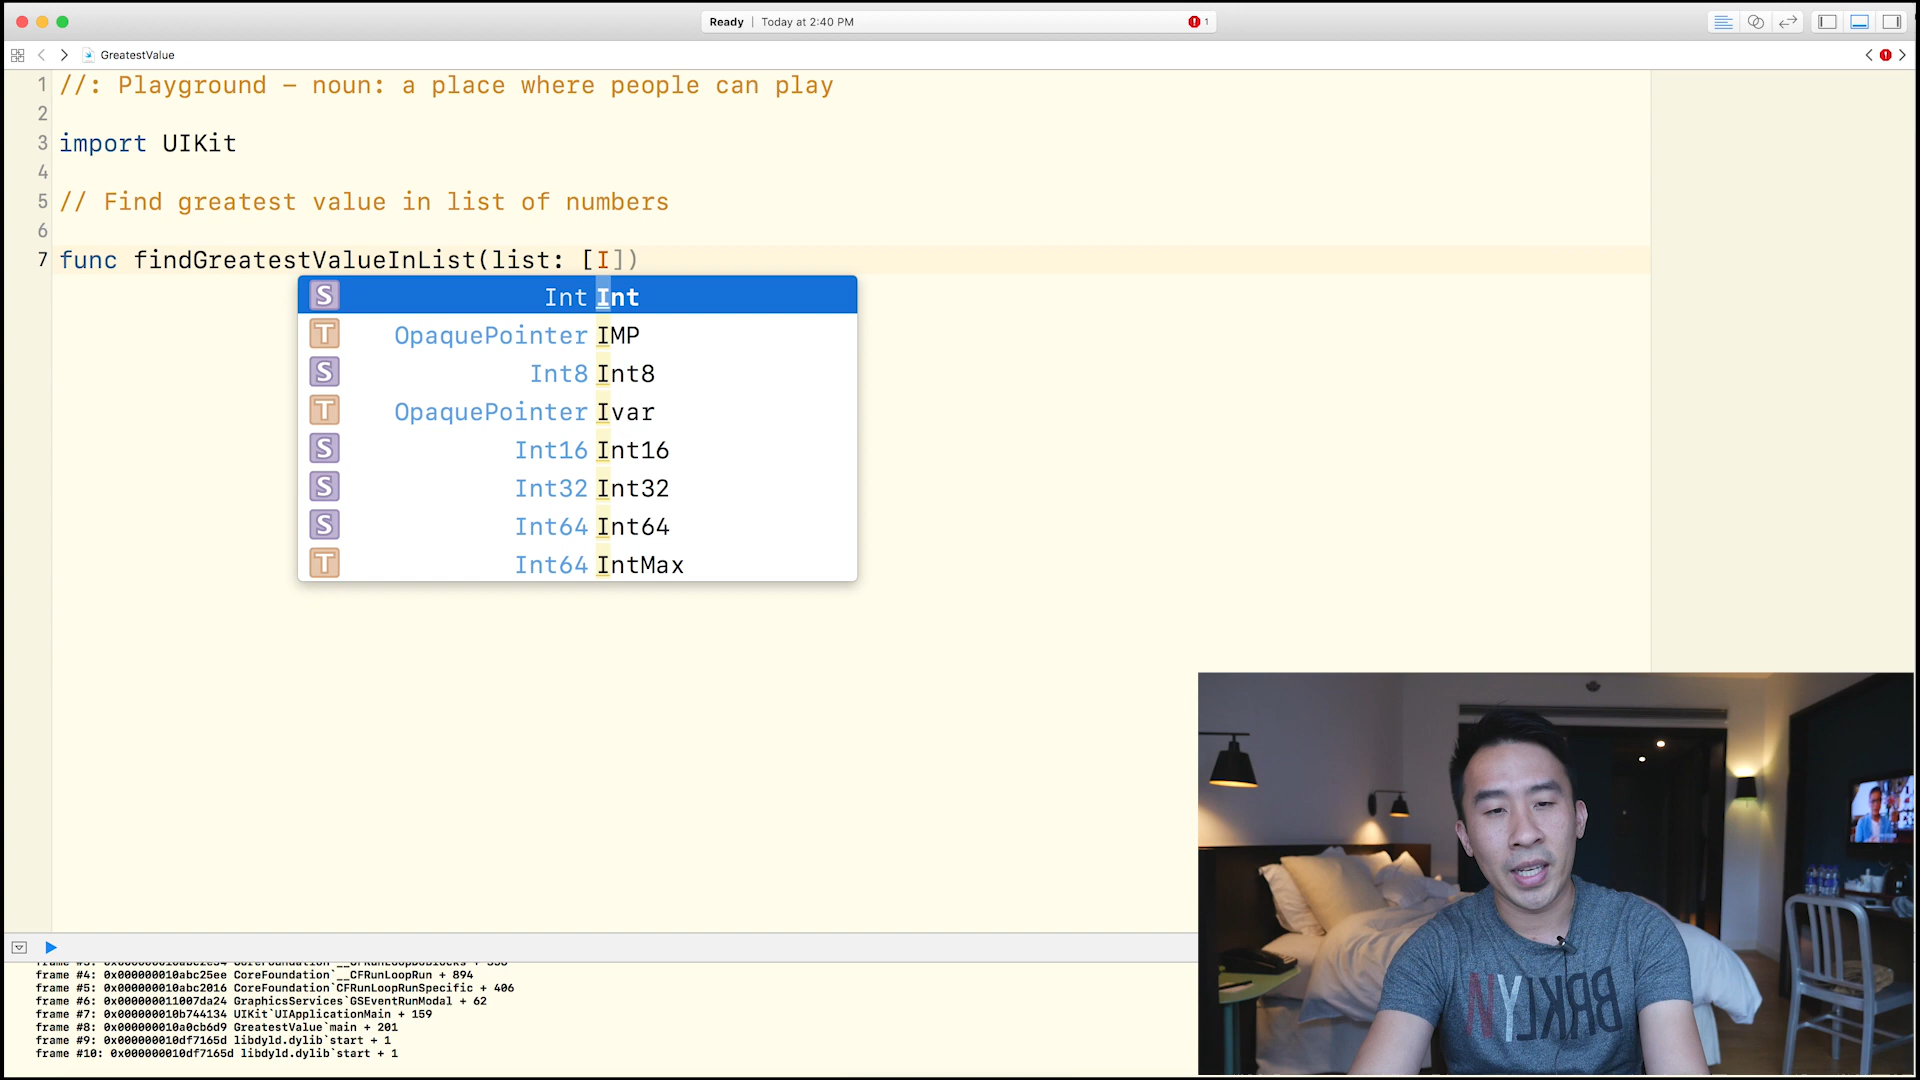 Ready | Today at 2:40 PM
1
GreatestValue
1 //: Playground – noun: a place where people can play
2
3 import UIKit
4
5 // Find greatest value in list of numbers
6
7 func findGreatestValueInList(list: [I])
S Int Int
T OpaquePointer IMP
S Int8 Int8
T OpaquePointer Ivar
S Int16 Int16
S Int32 Int32
S Int64 Int64
T Int64 IntMax
frame #4: 0x000000010abc25ee CoreFoundation`__CFRunLoopRun + 894
frame #5: 0x000000010abc2016 CoreFoundation`CFRunLoopRunSpecific + 406
frame #6: 0x000000011007da24 GraphicsServices`GSEventRunModal + 62
frame #7: 0x000000010b744134 UIKit`UIApplicationMain + 159
frame #8: 0x000000010a0cb6d9 GreatestValue`main + 201
frame #9: 0x000000010df7165d libdyld.dylib`start + 1
frame #10: 0x000000010df7165d libdyld.dylib`start + 1
BRKLYN